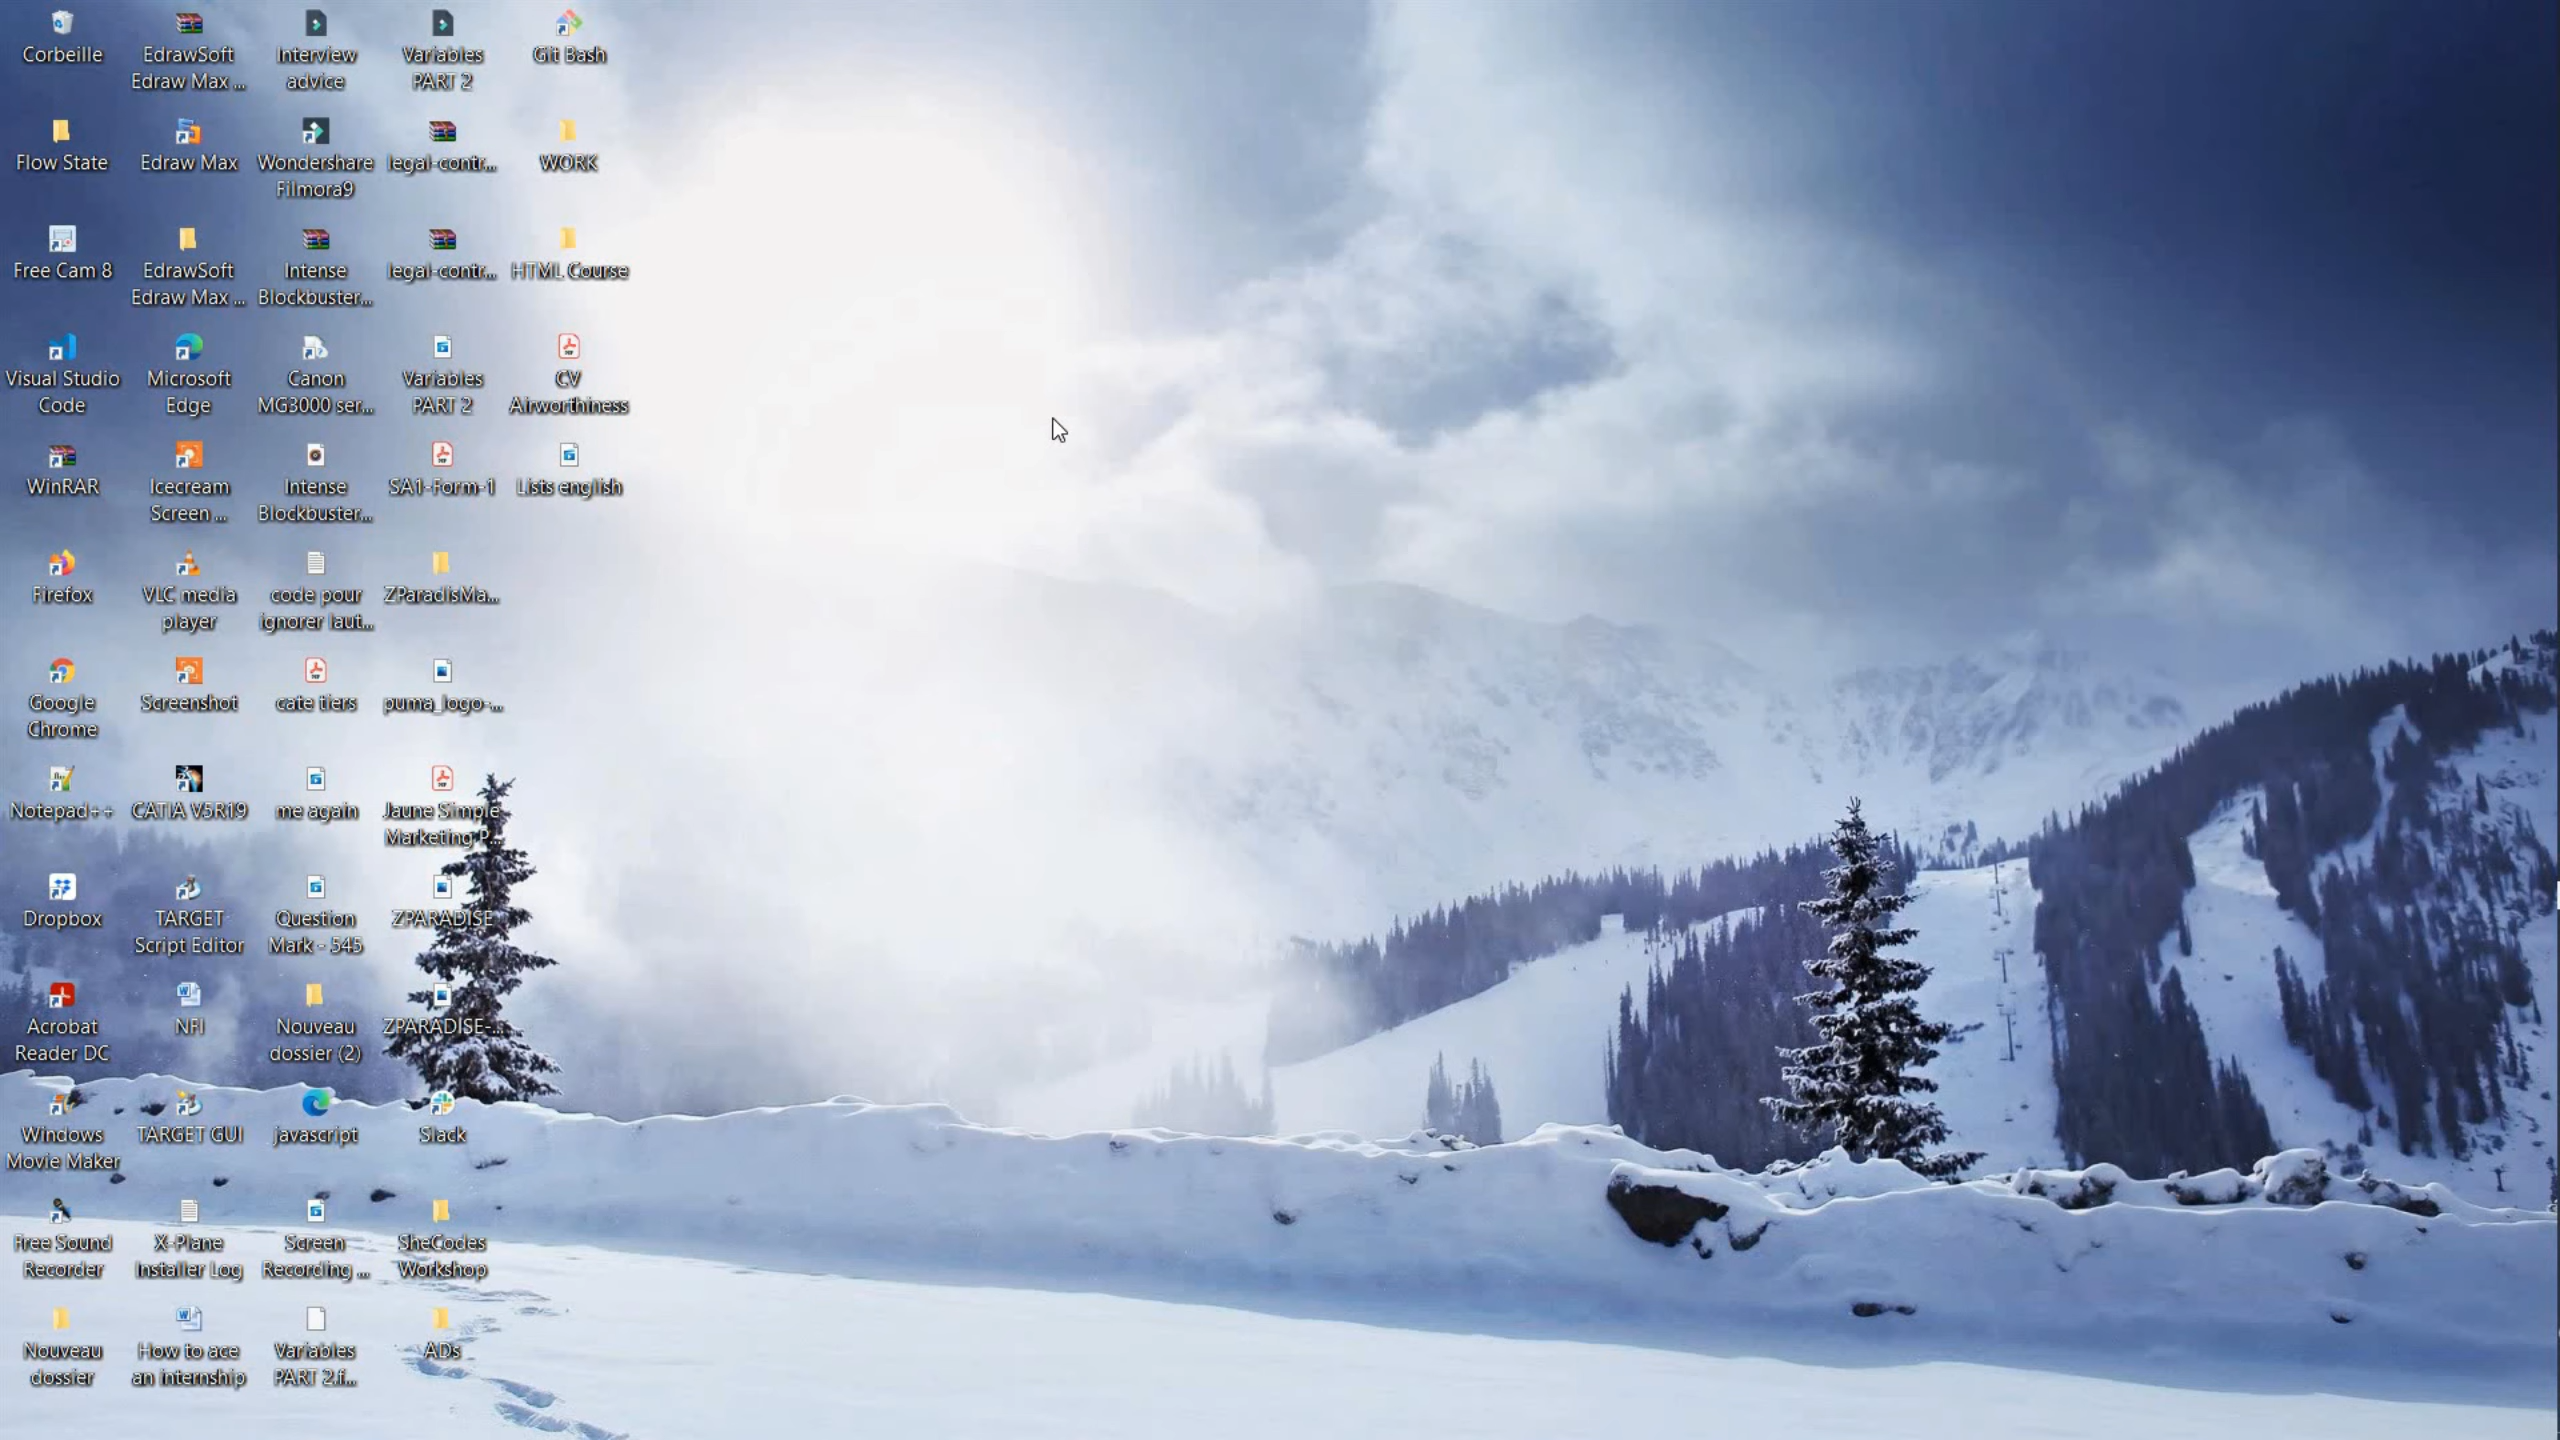 Corbeille
Flow State
Free Cam 8
Visual Studio
Code
WinRAR
Firefox
Google
Chrome
Notepad++
Dropbox
Acrobat
Reader DC
Windows
Movie Maker
Free Sound
Recorder
Nouveau
dossier
EdrawSoft
Edraw Max ...
Edraw Max
EdrawSoft
Edraw Max ...
Microsoft
Edge
Icecream
Screen ...
VLC media
player
Screenshot
CATIA V5R19
TARGET
Script Editor
NFI
TARGET GUI
X-Plane
Installer Log
How to ace
an internship
Interview
advice
Wondershare
Filmora9
Intense
Blockbuster...
Canon
MG3000 ser...
Intense
Blockbuster...
code pour
ignorer laut...
cate tiers
me again
Question
Mark - 545
Nouveau
dossier (2)
javascript
Screen
Recording ...
Variables
PART 2.f...
Variables
PART 2
legal-contr...
legal-contr...
Variables
PART 2
SA1-Form-1
ZParadisMa...
puma_logo-...
Jaune Simple
Marketing P...
ZPARADISE
ZPARADISE-...
Slack
SheCodes
Workshop
ADs
Git Bash
WORK
HTML Course
CV
Airworthiness
Lists english